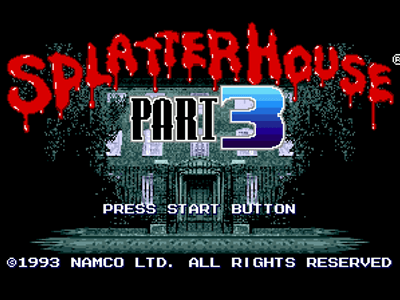 SPLATTERHOUSE®
PART 3
PRESS START BUTTON
©1993 NAMCO LTD. ALL RIGHTS RESERVED